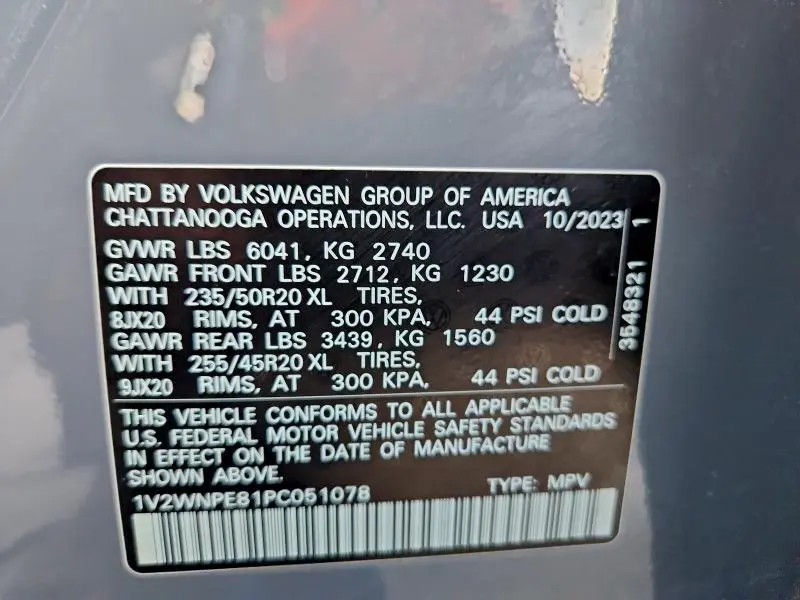 MFD BY VOLKSWAGEN GROUP OF AMERICA
CHATTANOOGA OPERATIONS, LLC. USA 10/2023
GVWR LBS 6041, KG 2740
GAWR FRONT LBS 2712, KG 1230
WITH 235/50R20 XL TIRES,
8JX20 RIMS, AT 300 KPA, 44 PSI COLD
GAWR REAR LBS 3439, KG 1560
WITH 255/45R20 XL TIRES,
9JX20 RIMS, AT 300 KPA, 44 PSI COLD
3548321 1
THIS VEHICLE CONFORMS TO ALL APPLICABLE
U.S. FEDERAL MOTOR VEHICLE SAFETY STANDARDS
IN EFFECT ON THE DATE OF MANUFACTURE
SHOWN ABOVE.
1V2WNPE81PC051078 TYPE: MPV